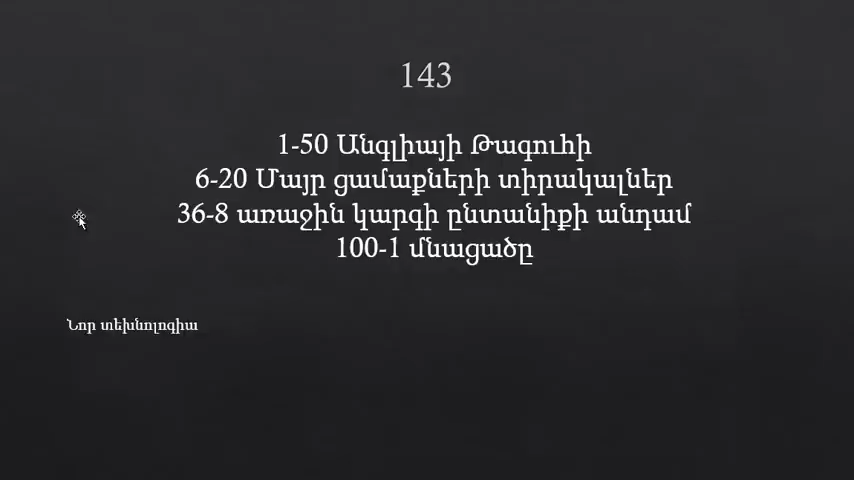 143
1-50 Անգլիայի Թագուհի
6-20 Մայր ցամաքների տիրակալներ
36-8 առաջին կարգի ընտանիքի անդամ
100-1 մնացածը
Նոր տեխնոլոգիա